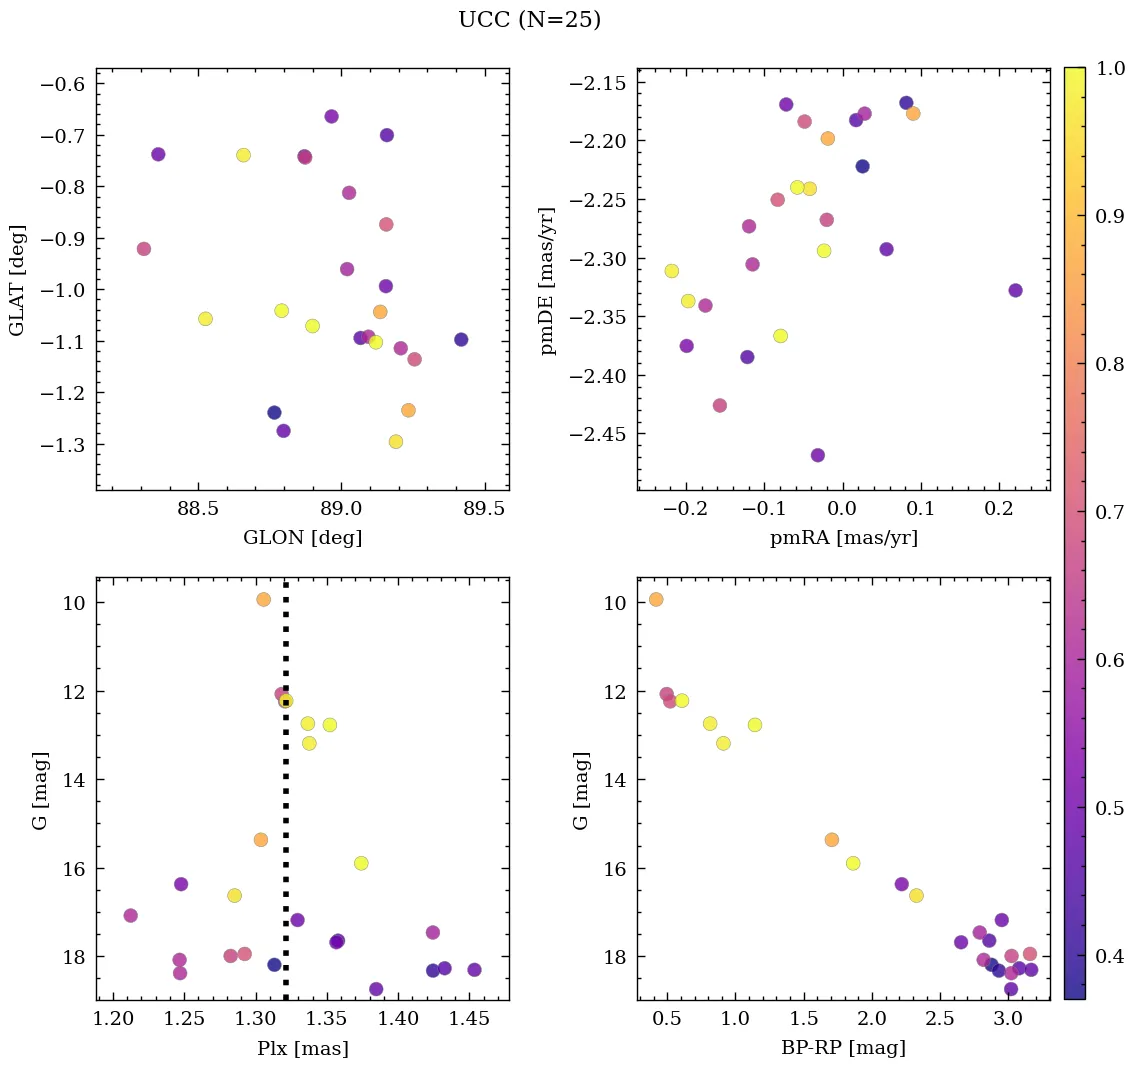 UCC (N=25)
−0.6
−0.7
−0.8
−0.9
−1.0
−1.1
−1.2
−1.3
GLAT [deg]
88.5 89.0 89.5
GLON [deg]
−2.15
−2.20
−2.25
−2.30
−2.35
−2.40
−2.45
pmDE [mas/yr]
−0.2 −0.1 0.0 0.1 0.2
pmRA [mas/yr]
10
12
14
16
18
G [mag]
1.20 1.25 1.30 1.35 1.40 1.45
Plx [mas]
10
12
14
16
18
G [mag]
0.5 1.0 1.5 2.0 2.5 3.0
BP-RP [mag]
1.0
0.9
0.8
0.7
0.6
0.5
0.4